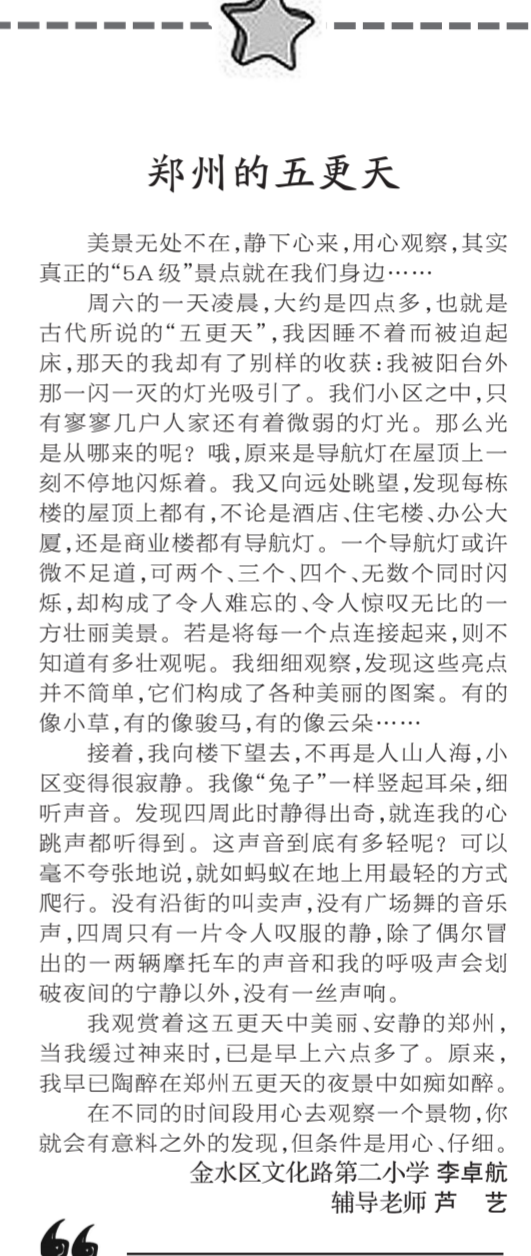 郑州的五更天
美景无处不在,静下心来,用心观察,其实
真正的“5A级”景点就在我们身边……
周六的一天凌晨,大约是四点多,也就是
古代所说的“五更天”,我因睡不着而被迫起
床,那天的我却有了别样的收获:我被阳台外
那一闪一灭的灯光吸引了。我们小区之中,只
有寥寥几户人家还有着微弱的灯光。那么光
是从哪来的呢?哦,原来是导航灯在屋顶上一
刻不停地闪烁着。我又向远处眺望,发现每栋
楼的屋顶上都有,不论是酒店、住宅楼、办公大
厦,还是商业楼都有导航灯。一个导航灯或许
微不足道,可两个、三个、四个、无数个同时闪
烁,却构成了令人难忘的、令人惊叹无比的一
方壮丽美景。若是将每一个点连接起来,则不
知道有多壮观呢。我细细观察,发现这些亮点
并不简单,它们构成了各种美丽的图案。有的
像小草,有的像骏马,有的像云朵……
接着,我向楼下望去,不再是人山人海,小
区变得很寂静。我像“兔子”一样竖起耳朵,细
听声音。发现四周此时静得出奇,就连我的心
跳声都听得到。这声音到底有多轻呢?可以
毫不夸张地说,就如蚂蚁在地上用最轻的方式
爬行。没有沿街的叫卖声,没有广场舞的音乐
声,四周只有一片令人叹服的静,除了偶尔冒
出的一两辆摩托车的声音和我的呼吸声会划
破夜间的宁静以外,没有一丝声响。
我观赏着这五更天中美丽、安静的郑州,
当我缓过神来时,已是早上六点多了。原来,
我早已陶醉在郑州五更天的夜景中如痴如醉。
在不同的时间段用心去观察一个景物,你
就会有意料之外的发现,但条件是用心、仔细。
金水区文化路第二小学 李卓航
辅导老师 芦 艺